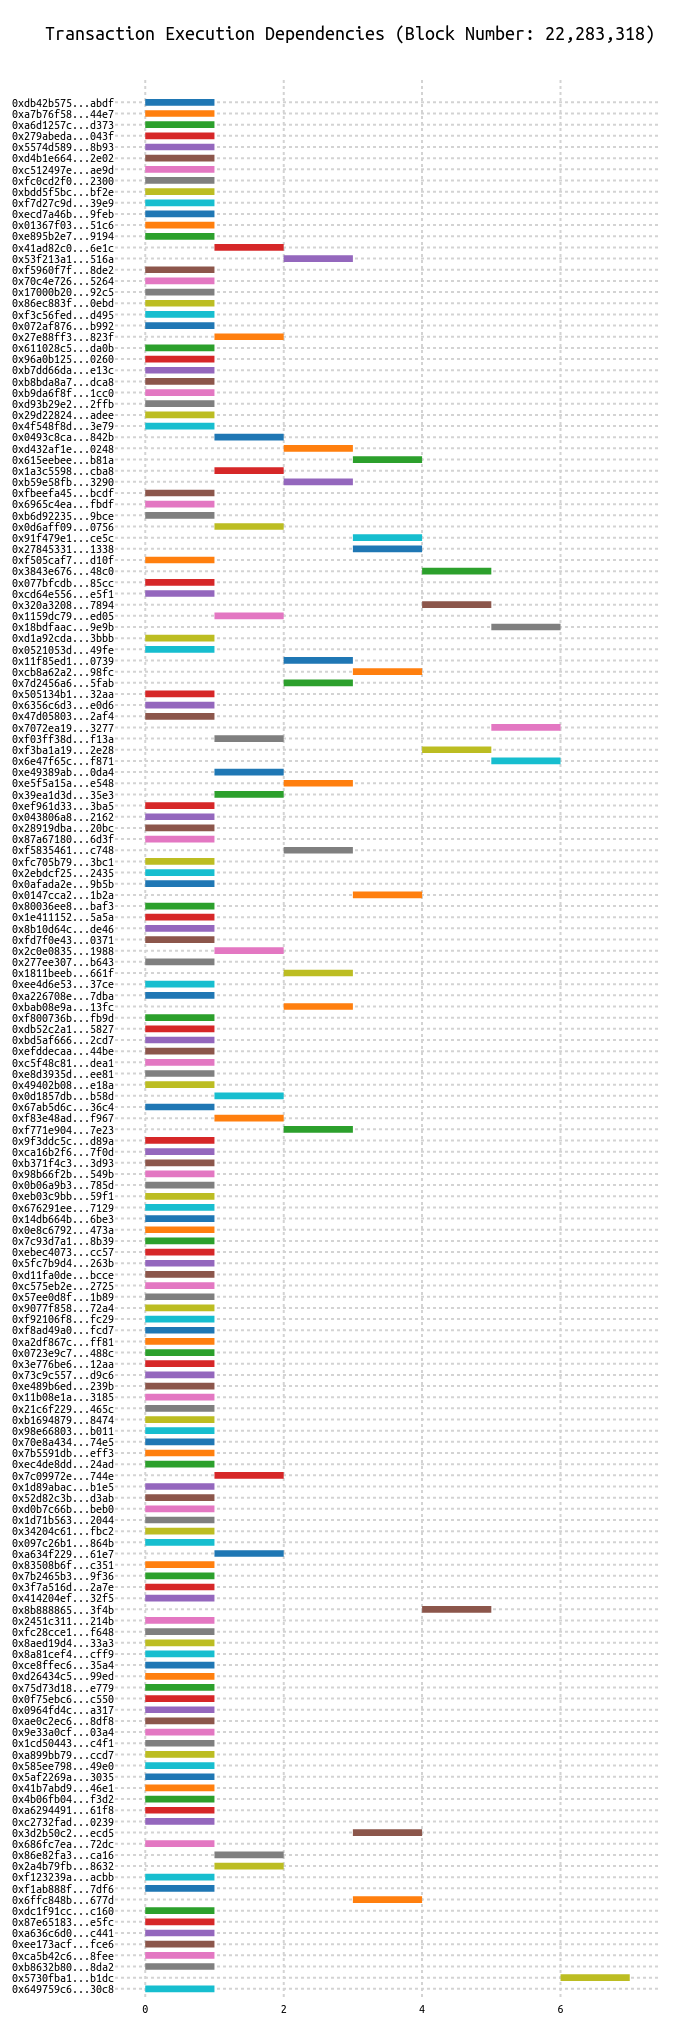 Transaction Execution Dependencies (Block Number: 22,283,318)
0xdb42b575...abdf
0xa7b76f58...44e7
0xa6d1257c...d373
0x279abeda...043f
0x5574d589...8b93
0xd4b1e664...2e02
0xc512497e...ae9d
0xfc0cd2f0...2300
0xbdd5f5bc...bf2e
0xf7d27c9d...39e9
0xecd7a46b...9feb
0x01367f03...51c6
0xe895b2e7...9194
0x41ad82c0...6e1c
0x53f213a1...516a
0xf5960f7f...8de2
0x70c4e726...5264
0x17000b20...92c5
0x86ec883f...0ebd
0xf3c56fed...d495
0x072af876...b992
0x27e88ff3...823f
0x611028c5...da0b
0x96a0b125...0260
0xb7dd66da...e13c
0xb8bda8a7...dca8
0xb9da6f8f...1cc0
0xd93b29e2...2ffb
0x29d22824...adee
0x4f548f8d...3e79
0x0493c8ca...842b
0xd432af1e...0248
0x615eebee...b81a
0x1a3c5598...cba8
0xb59e58fb...3290
0xfbeefa45...bcdf
0x6965c4ea...fbdf
0xb6d92235...9bce
0x0d6aff09...0756
0x91f479e1...ce5c
0x27845331...1338
0xf505caf7...d10f
0x3843e676...48c0
0x077bfcdb...85cc
0xcd64e556...e5f1
0x320a3208...7894
0x1159dc79...ed05
0x18bdfaac...9e9b
0xd1a92cda...3bbb
0x0521053d...49fe
0x11f85ed1...0739
0xcb8a62a2...98fc
0x7d2456a6...5fab
0x505134b1...32aa
0x6356c6d3...e0d6
0x47d05803...2af4
0x7072ea19...3277
0xf03ff38d...f13a
0xf3ba1a19...2e28
0x6e47f65c...f871
0xe49389ab...0da4
0xe5f5a15a...e548
0x39ea1d3d...35e3
0xef961d33...3ba5
0x043806a8...2162
0x28919dba...20bc
0x87a67180...6d3f
0xf5835461...c748
0xfc705b79...3bc1
0x2ebdcf25...2435
0x0afada2e...9b5b
0x0147cca2...1b2a
0x80036ee8...baf3
0x1e411152...5a5a
0x8b10d64c...de46
0xfd7f0e43...0371
0x2c0e0835...1988
0x277ee307...b643
0x1811beeb...661f
0xee4d6e53...37ce
0xa226708e...7dba
0xbab08e9a...13fc
0xf800736b...fb9d
0xdb52c2a1...5827
0xbd5af666...2cd7
0xefddecaa...44be
0xc5f48c81...dea1
0xe8d3935d...ee81
0x49402b08...e18a
0x0d1857db...b58d
0x67ab5d6c...36c4
0xf83e48ad...f967
0xf771e904...7e23
0x9f3ddc5c...d89a
0xca16b2f6...7f0d
0xb371f4c3...3d93
0x98b66f2b...549b
0x0b06a9b3...785d
0xeb03c9bb...59f1
0x676291ee...7129
0x14db664b...6be3
0x0e8c6792...473a
0x7c93d7a1...8b39
0xebec4073...cc57
0x5fc7b9d4...263b
0xd11fa0de...bcce
0xc575eb2e...2725
0x57ee0d8f...1b89
0x9077f858...72a4
0xf92106f8...fc29
0xf8ad49a0...fcd7
0xa2df867c...ff81
0x0723e9c7...488c
0x3e776be6...12aa
0x73c9c557...d9c6
0xe489b6ed...239b
0x11b08e1a...3185
0x21c6f229...465c
0xb1694879...8474
0x98e66803...b011
0x70e8a434...74e5
0x7b5591db...eff3
0xec4de8dd...24ad
0x7c09972e...744e
0x1d89abac...b1e5
0x52d82c3b...d3ab
0xd0b7c66b...beb0
0x1d71b563...2044
0x34204c61...fbc2
0x097c26b1...864b
0xa634f229...61e7
0x83508b6f...c351
0x7b2465b3...9f36
0x3f7a516d...2a7e
0x414204ef...32f5
0x8b888865...3f4b
0x2451c311...214b
0xfc28cce1...f648
0x8aed19d4...33a3
0x8a81cef4...cff9
0xce8ffec6...35a4
0xd26434c5...99ed
0x75d73d18...e779
0x0f75ebc6...c550
0x0964fd4c...a317
0xae0c2ec6...8df8
0x9e33a0cf...03a4
0x1cd50443...c4f1
0xa899bb79...ccd7
0x585ee798...49e0
0x5af2269a...3035
0x41b7abd9...46e1
0x4b06fb04...f3d2
0xa6294491...61f8
0xc2732fad...0239
0x3d2b50c2...ecd5
0x686fc7ea...72dc
0x86e82fa3...ca16
0x2a4b79fb...8632
0xf123239a...acbb
0xf1ab888f...7df6
0x6ffc848b...677d
0xdc1f91cc...c160
0x87e65183...e5fc
0xa636c6d0...c441
0xee173acf...fce6
0xca5b42c6...8fee
0xb8632b80...8da2
0x5730fba1...b1dc
0x649759c6...30c8
0 2 4 6